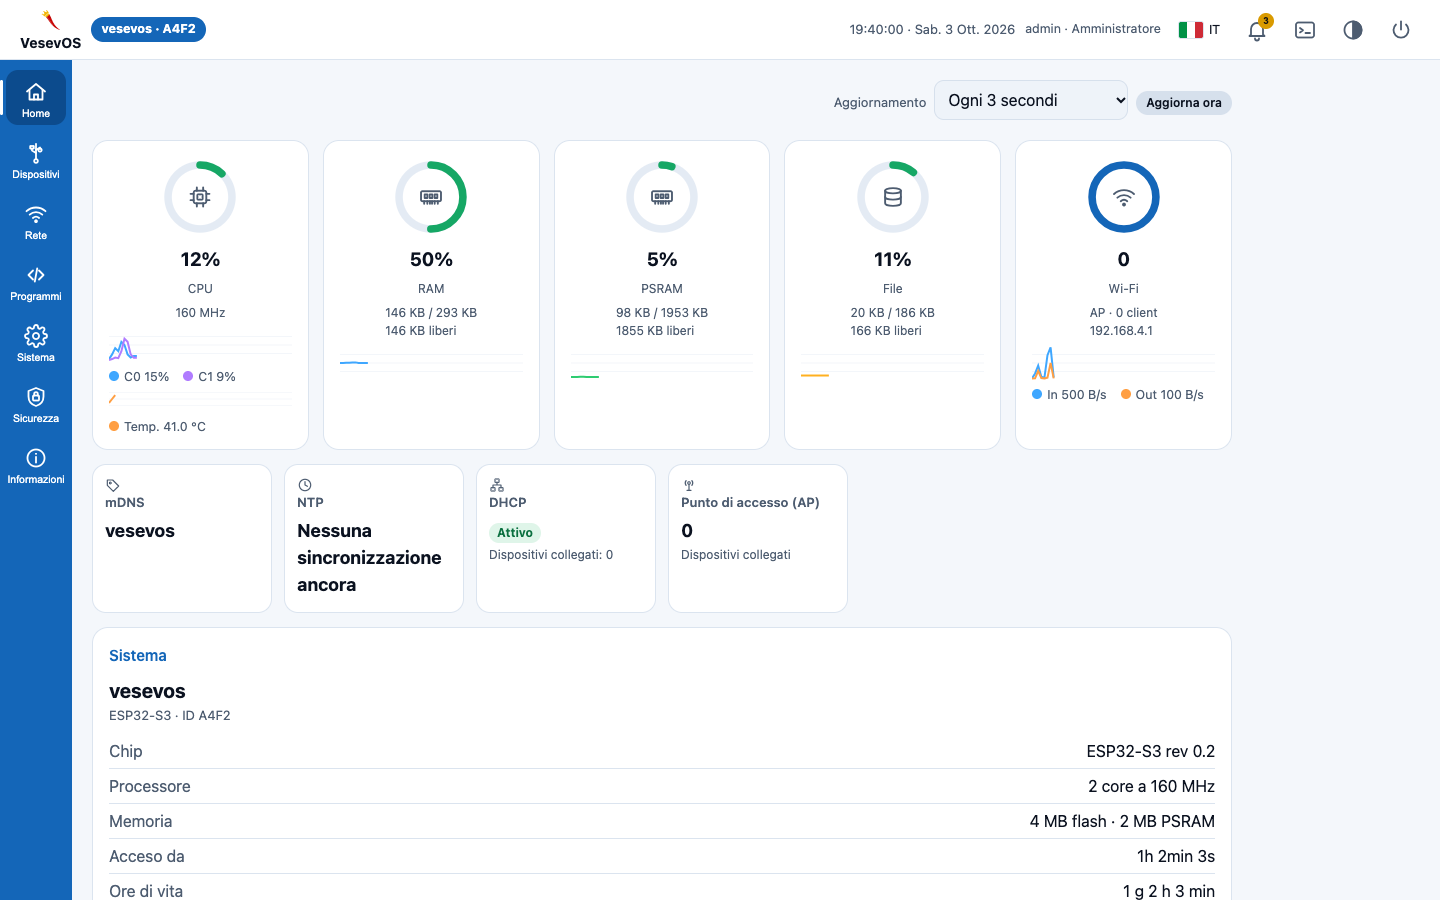 VesevOS
vesevos · A4F2
19:40:00 · Sab. 3 Ott. 2026
admin · Amministratore
IT
3
Home
Dispositivi
Rete
Programmi
Sistema
Sicurezza
Informazioni
Aggiornamento
Ogni 3 secondi
Aggiorna ora
12%
CPU
160 MHz
C0 15%
C1 9%
Temp. 41.0 °C
50%
RAM
146 KB / 293 KB
146 KB liberi
5%
PSRAM
98 KB / 1953 KB
1855 KB liberi
11%
File
20 KB / 186 KB
166 KB liberi
0
Wi-Fi
AP · 0 client
192.168.4.1
In 500 B/s
Out 100 B/s
mDNS
vesevos
NTP
Nessuna
sincronizzazione
ancora
DHCP
Attivo
Dispositivi collegati: 0
Punto di accesso (AP)
0
Dispositivi collegati
Sistema
vesevos
ESP32-S3 · ID A4F2
Chip
ESP32-S3 rev 0.2
Processore
2 core a 160 MHz
Memoria
4 MB flash · 2 MB PSRAM
Acceso da
1h 2min 3s
Ore di vita
1 g 2 h 3 min